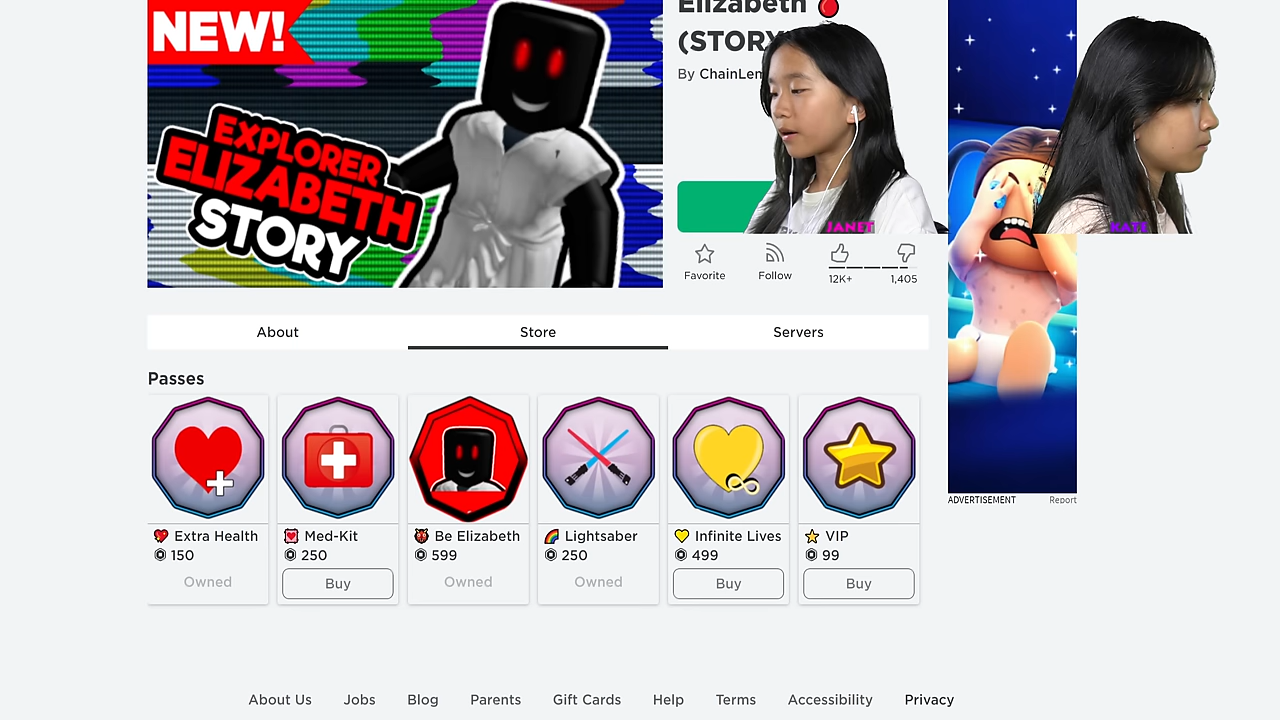 NEW!
EXPLORER
ELIZABETH
STORY
Elizabeth
(STORY
By ChainLen
JANET
KATE
Favorite
Follow
12K+
1,405
About
Store
Servers
Passes
Extra Health
150
Owned
Med-Kit
250
Buy
Be Elizabeth
599
Owned
Lightsaber
250
Owned
Infinite Lives
499
Buy
VIP
99
Buy
ADVERTISEMENT
Report
About Us
Jobs
Blog
Parents
Gift Cards
Help
Terms
Accessibility
Privacy